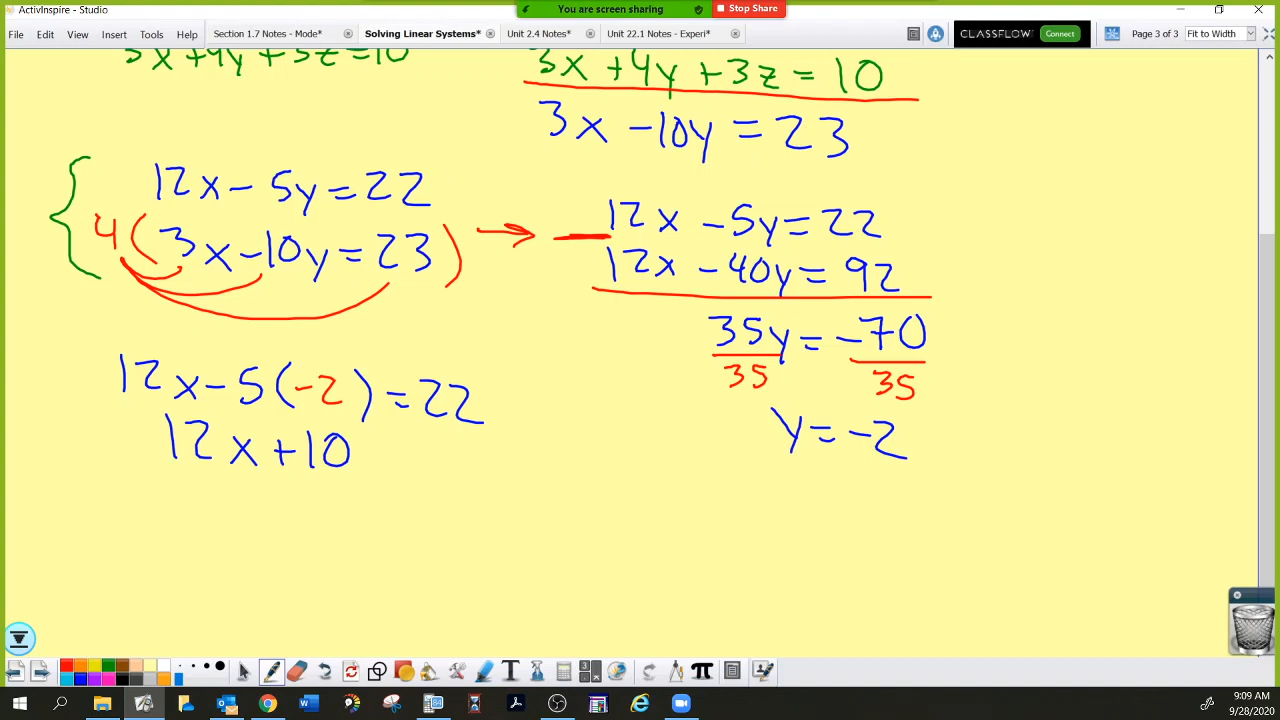 ActivInspire - Studio
You are screen sharing
Stop Share
File Edit View Insert Tools Help
Section 1.7 Notes - Mode*
Solving Linear Systems*
Unit 2.4 Notes*
Unit 22.1 Notes - Experi*
CLASSFLOW Connect
Page 3 of 3
Fit to Width
3x+4y+3z=10
3x+4y+3z=10
3x-10y=23
12x-5y=22
4(3x-10y=23)
12x-5y=22
12x-40y=92
35y=-70
35 35
y=-2
12x-5(-2)=22
12x+10
9:09 AM
9/28/2020